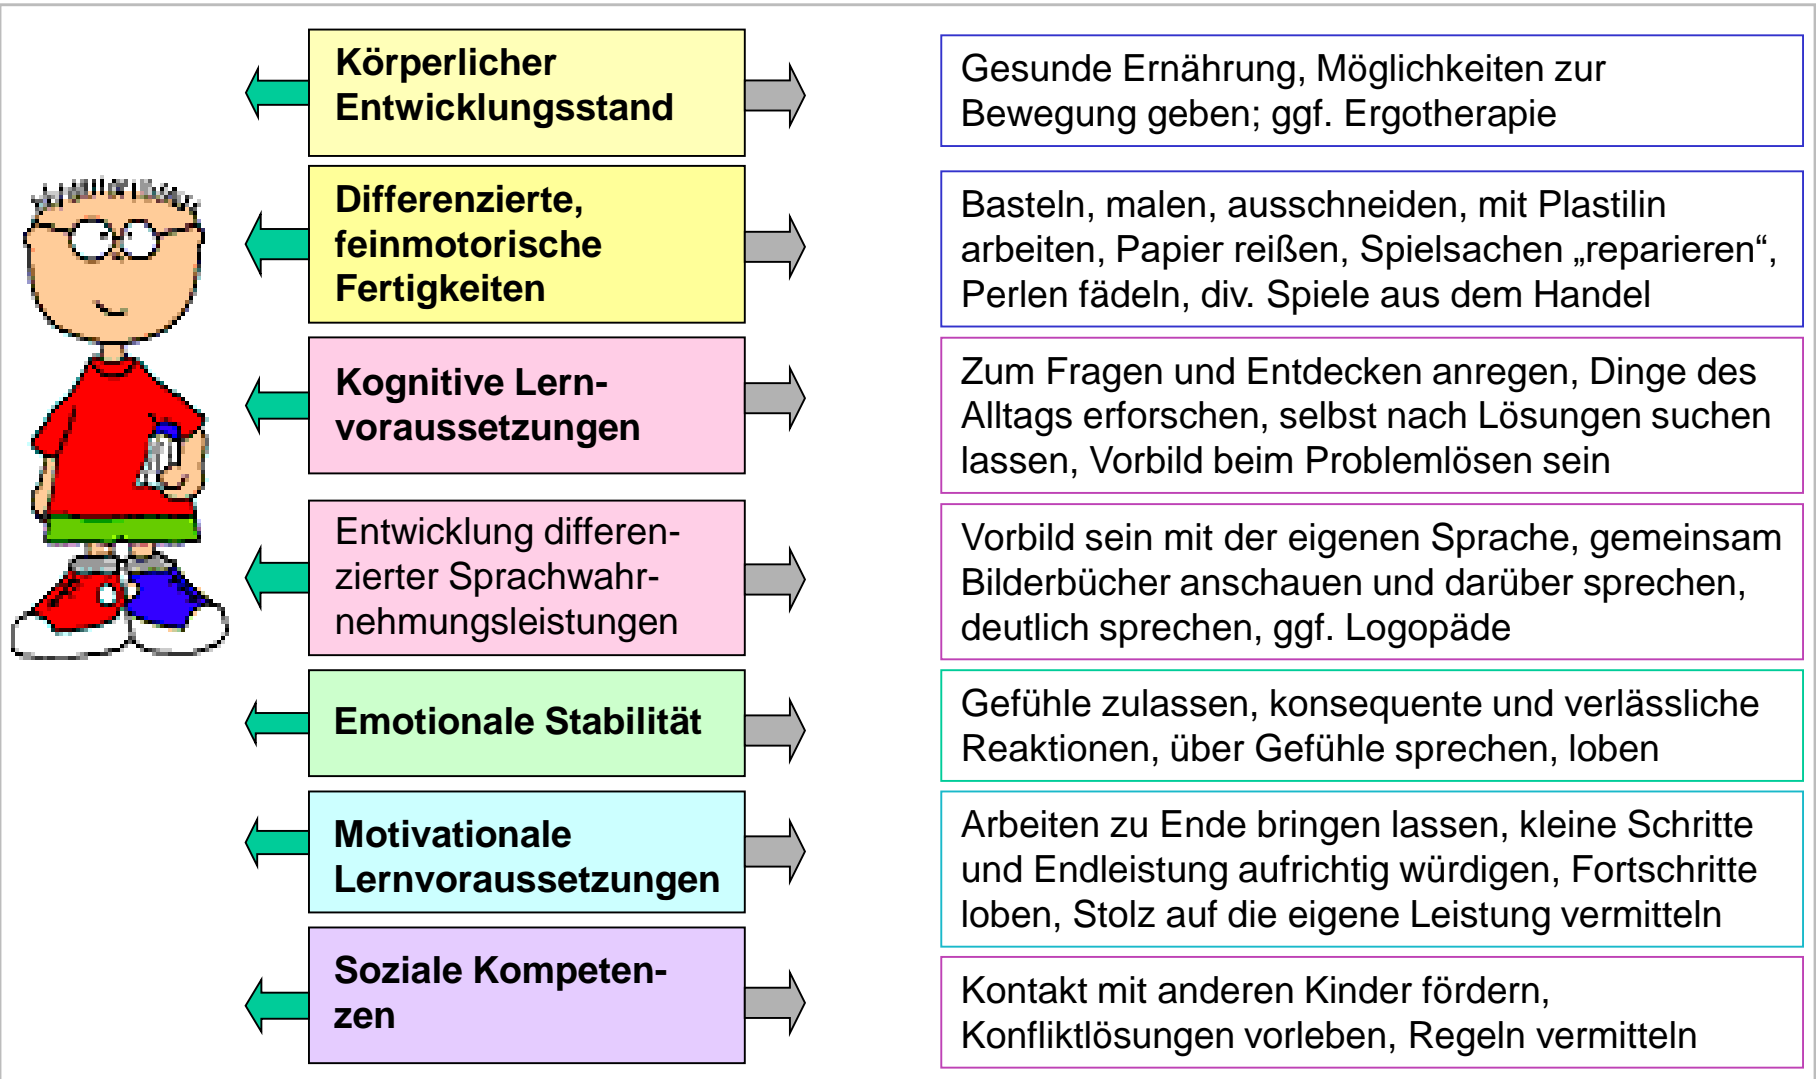 Körperlicher
Entwicklungsstand
Gesunde Ernährung, Möglichkeiten zur
Bewegung geben; ggf. Ergotherapie
Differenzierte,
feinmotorische
Fertigkeiten
Basteln, malen, ausschneiden, mit Plastilin
arbeiten, Papier reißen, Spielsachen „reparieren“,
Perlen fädeln, div. Spiele aus dem Handel
Kognitive Lern-
voraussetzungen
Zum Fragen und Entdecken anregen, Dinge des
Alltags erforschen, selbst nach Lösungen suchen
lassen, Vorbild beim Problemlösen sein
Entwicklung differen-
zierter Sprachwahr-
nehmungsleistungen
Vorbild sein mit der eigenen Sprache, gemeinsam
Bilderbücher anschauen und darüber sprechen,
deutlich sprechen, ggf. Logopäde
Emotionale Stabilität
Gefühle zulassen, konsequente und verlässliche
Reaktionen, über Gefühle sprechen, loben
Motivationale
Lernvoraussetzungen
Arbeiten zu Ende bringen lassen, kleine Schritte
und Endleistung aufrichtig würdigen, Fortschritte
loben, Stolz auf die eigene Leistung vermitteln
Soziale Kompeten-
zen
Kontakt mit anderen Kinder fördern,
Konfliktlösungen vorleben, Regeln vermitteln